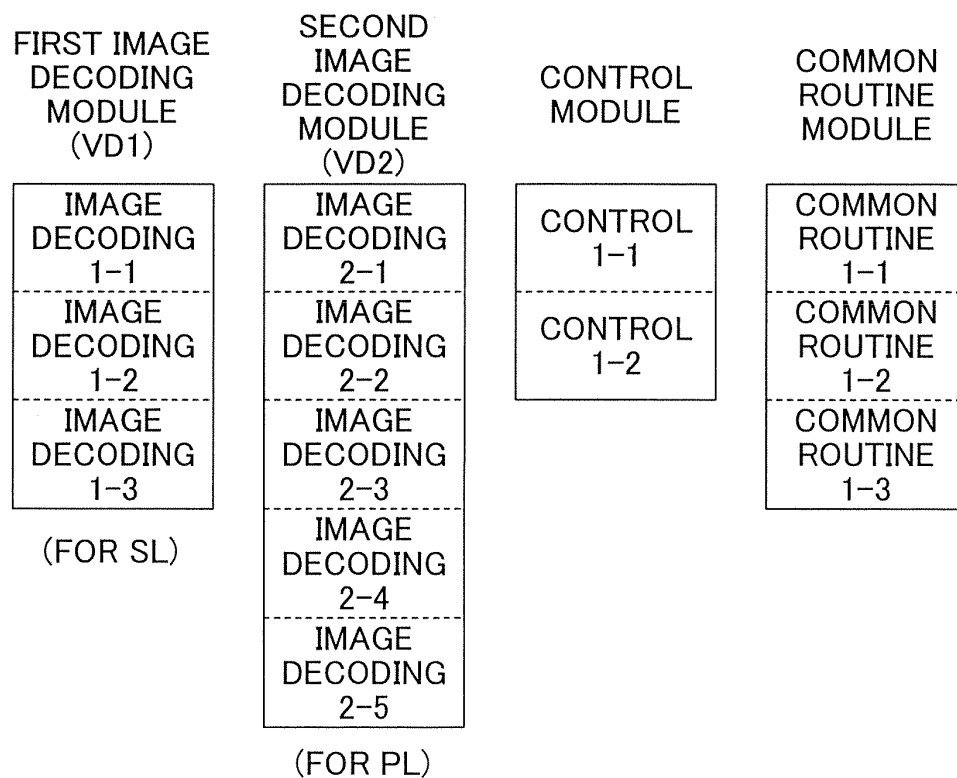 FIRST IMAGE
DECODING
MODULE
(VD1)
IMAGE
DECODING
1-1
IMAGE
DECODING
1-2
IMAGE
DECODING
1-3
(FOR SL)
SECOND
IMAGE
DECODING
MODULE
(VD2)
IMAGE
DECODING
2-1
IMAGE
DECODING
2-2
IMAGE
DECODING
2-3
IMAGE
DECODING
2-4
IMAGE
DECODING
2-5
(FOR PL)
CONTROL
MODULE
CONTROL
1-1
CONTROL
1-2
COMMON
ROUTINE
MODULE
COMMON
ROUTINE
1-1
COMMON
ROUTINE
1-2
COMMON
ROUTINE
1-3